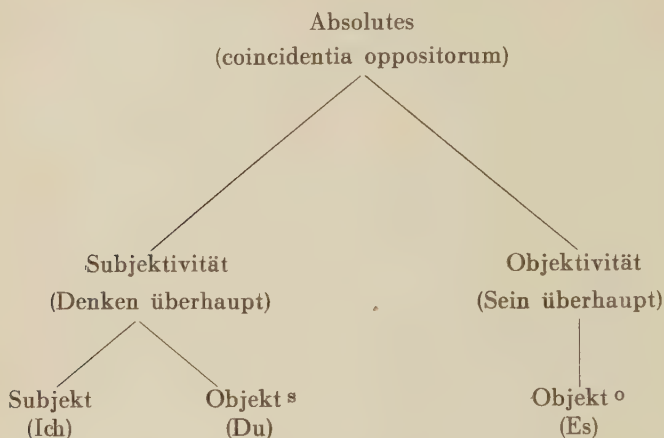 Absolutes
(coincidentia oppositorum)
Subjektivität Objektivität
(Denken überhaupt) (Sein überhaupt)
Subjekt Objekt s Objekt o
(Ich) (Du) (Es)